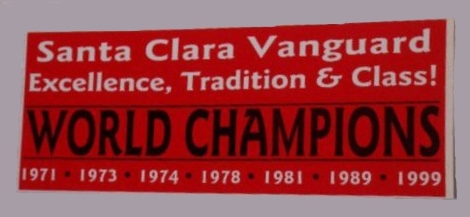 Santa Clara Vanguard
Excellence, Tradition & Class!
WORLD CHAMPIONS
1971 • 1973 • 1974 • 1978 • 1981 • 1989 • 1999